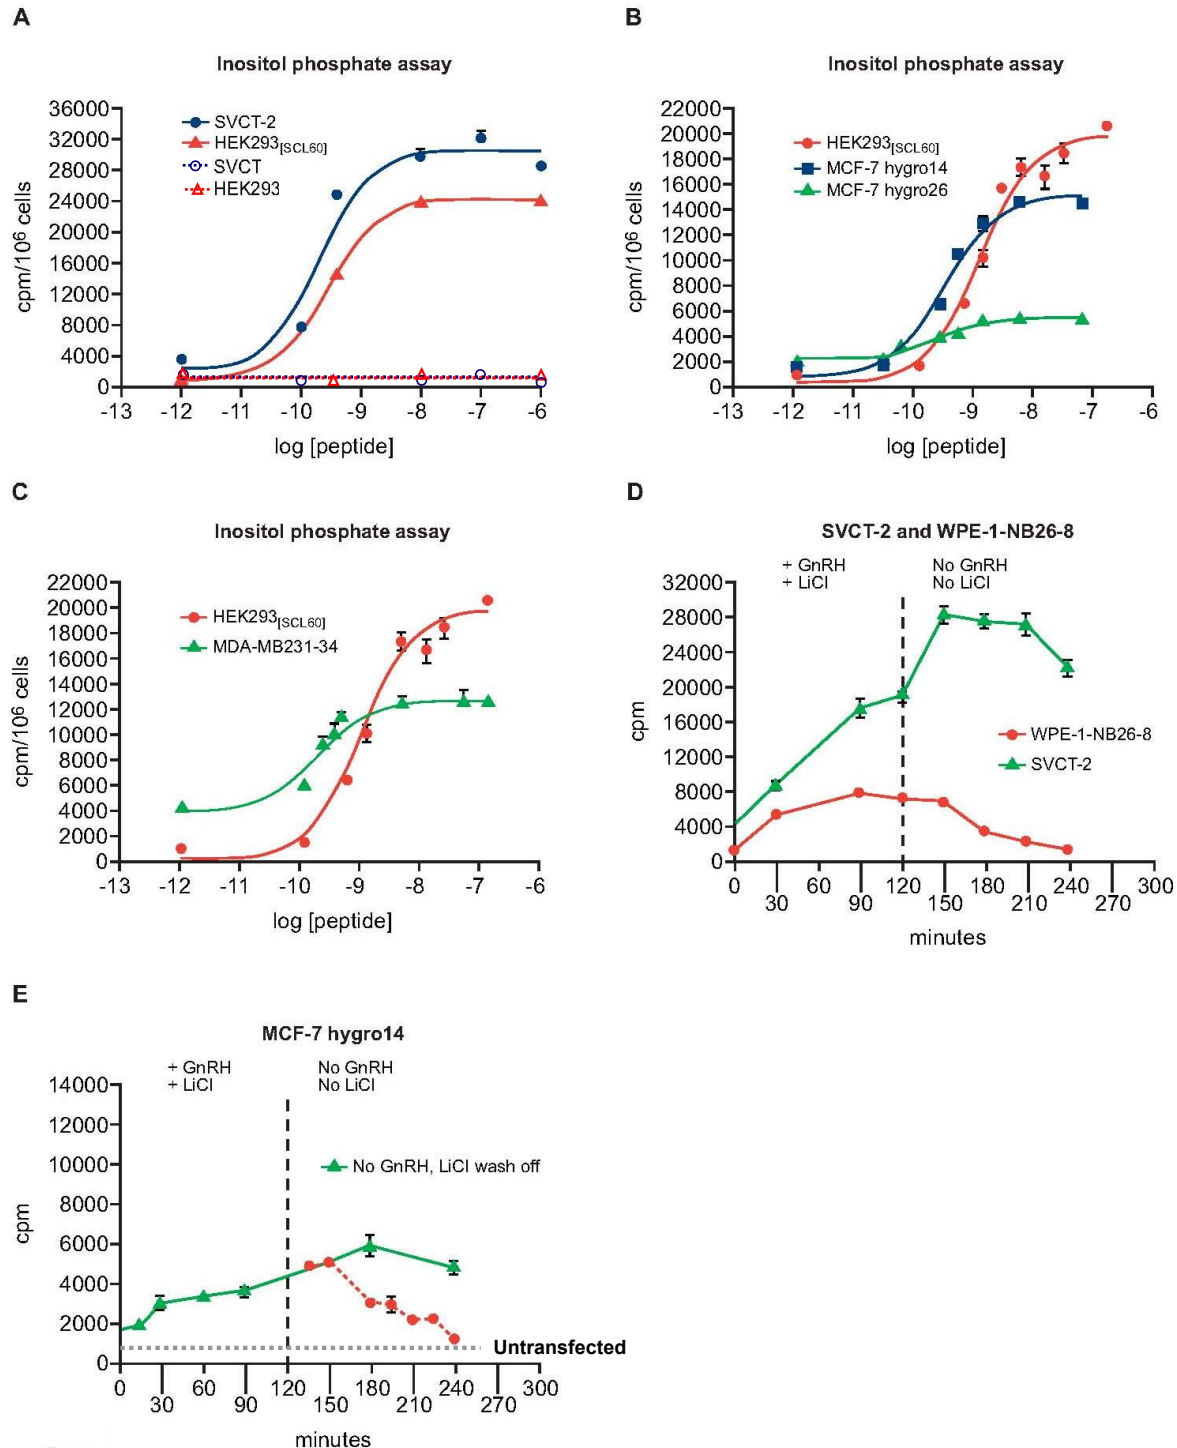 A
Inositol phosphate assay
36000
32000
28000
24000
20000
16000
12000
8000
4000
0
cpm/10⁶ cells
SVCT-2
HEK293[SCL60]
SVCT
HEK293
-13 -12 -11 -10 -9 -8 -7 -6
log [peptide]
B
Inositol phosphate assay
22000
20000
18000
16000
14000
12000
10000
8000
6000
4000
2000
0
cpm/10⁶ cells
HEK293[SCL60]
MCF-7 hygro14
MCF-7 hygro26
-13 -12 -11 -10 -9 -8 -7 -6
log [peptide]
C
Inositol phosphate assay
22000
20000
18000
16000
14000
12000
10000
8000
6000
4000
2000
0
cpm/10⁶ cells
HEK293[SCL60]
MDA-MB231-34
-13 -12 -11 -10 -9 -8 -7 -6
log [peptide]
D
SVCT-2 and WPE-1-NB26-8
+ GnRH
+ LiCl
No GnRH
No LiCl
32000
28000
24000
20000
16000
12000
8000
4000
0
cpm
WPE-1-NB26-8
SVCT-2
0 60 120 180 240 300
30 90 150 210 270
minutes
E
MCF-7 hygro14
+ GnRH
+ LiCl
No GnRH
No LiCl
14000
12000
10000
8000
6000
4000
2000
0
cpm
No GnRH, LiCl wash off
Untransfected
0 60 120 180 240 300
30 90 150 210 270
minutes